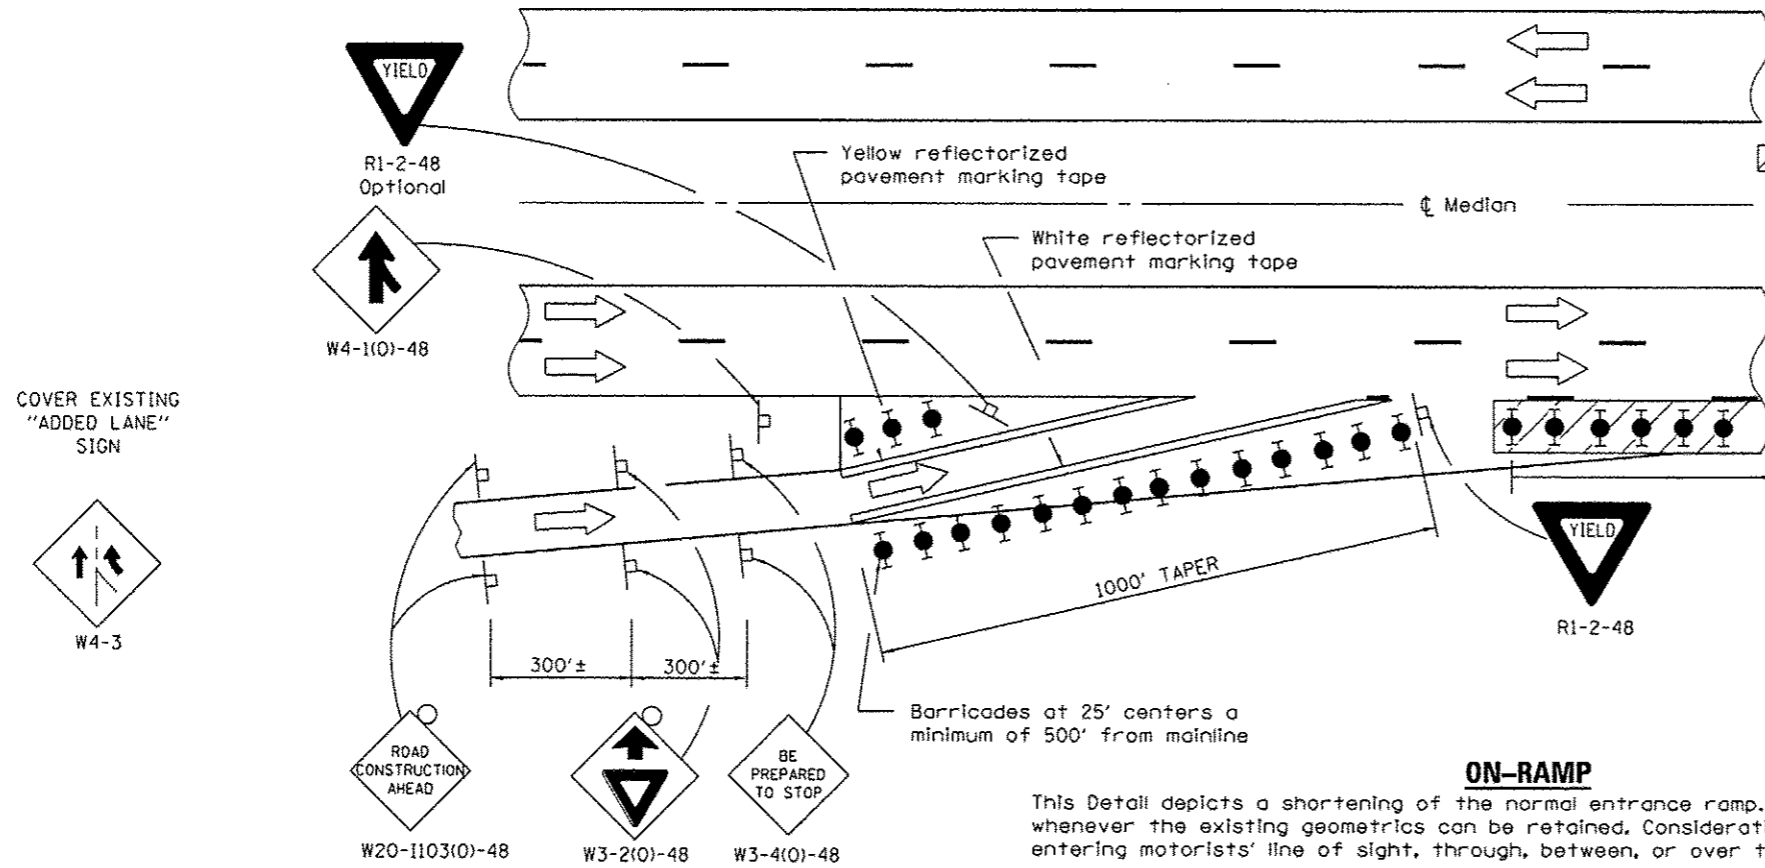 YIELD
R1-2-48
Optional
Yellow reflectorized
pavement marking tape
℄ Median
White reflectorized
pavement marking tape
W4-1(O)-48
COVER EXISTING
"ADDED LANE"
SIGN
W4-3
1000' TAPER
YIELD
R1-2-48
300'±
300'±
Barricades at 25' centers a
minimum of 500' from mainline
ROAD
CONSTRUCTION
AHEAD
W20-I103(O)-48
W3-2(O)-48
BE
PREPARED
TO STOP
W3-4(O)-48
ON-RAMP
This Detail depicts a shortening of the normal entrance ramp.
whenever the existing geometrics can be retained. Considerati
entering motorists' line of sight, through, between, or over t